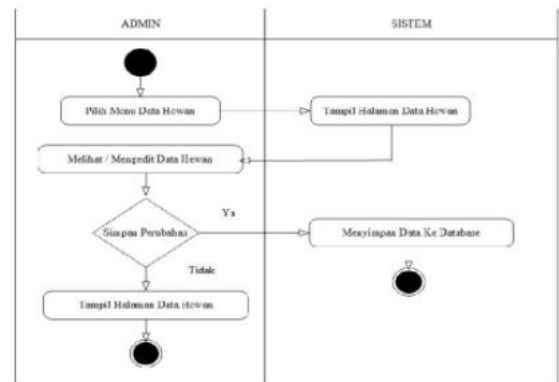 ADMIN
SISTEM
Pilih Menu Data Hewan
Tampil Halaman Data Hewan
Melihat / Mengedit Data Hewan
Simpan Perubahan
Ya
Menyimpan Data Ke Database
Tidak
Tampil Halaman Data Hewan